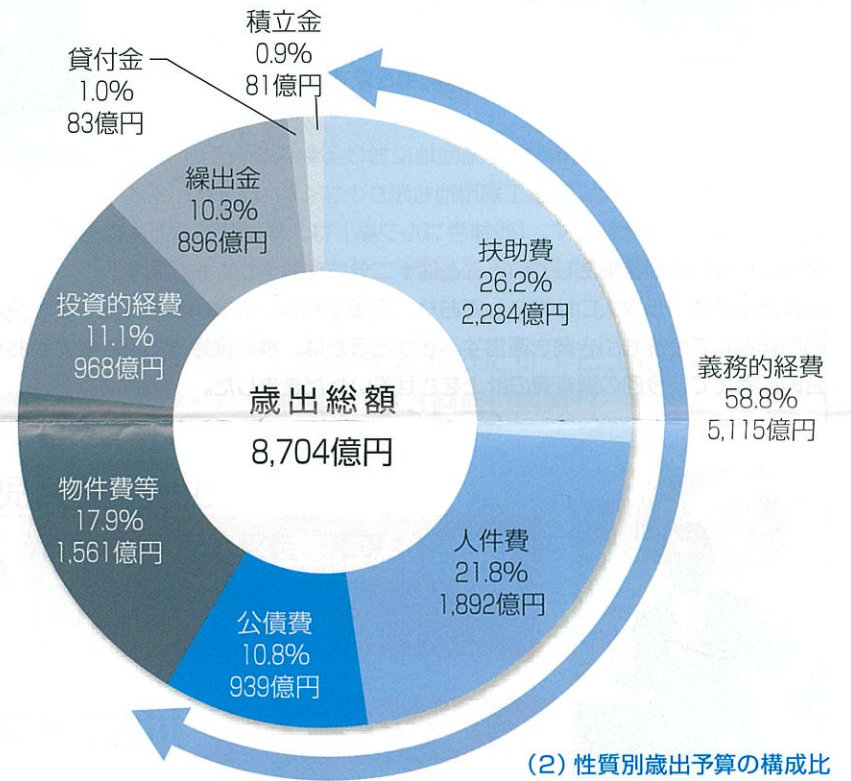 積立金
0.9%
81億円
貸付金
1.0%
83億円
繰出金
10.3%
896億円
扶助費
26.2%
2,284億円
投資的経費
11.1%
968億円
義務的経費
58.8%
5,115億円
歳出総額
8,704億円
物件費等
17.9%
1,561億円
人件費
21.8%
1,892億円
公債費
10.8%
939億円
(2) 性質別歳出予算の構成比